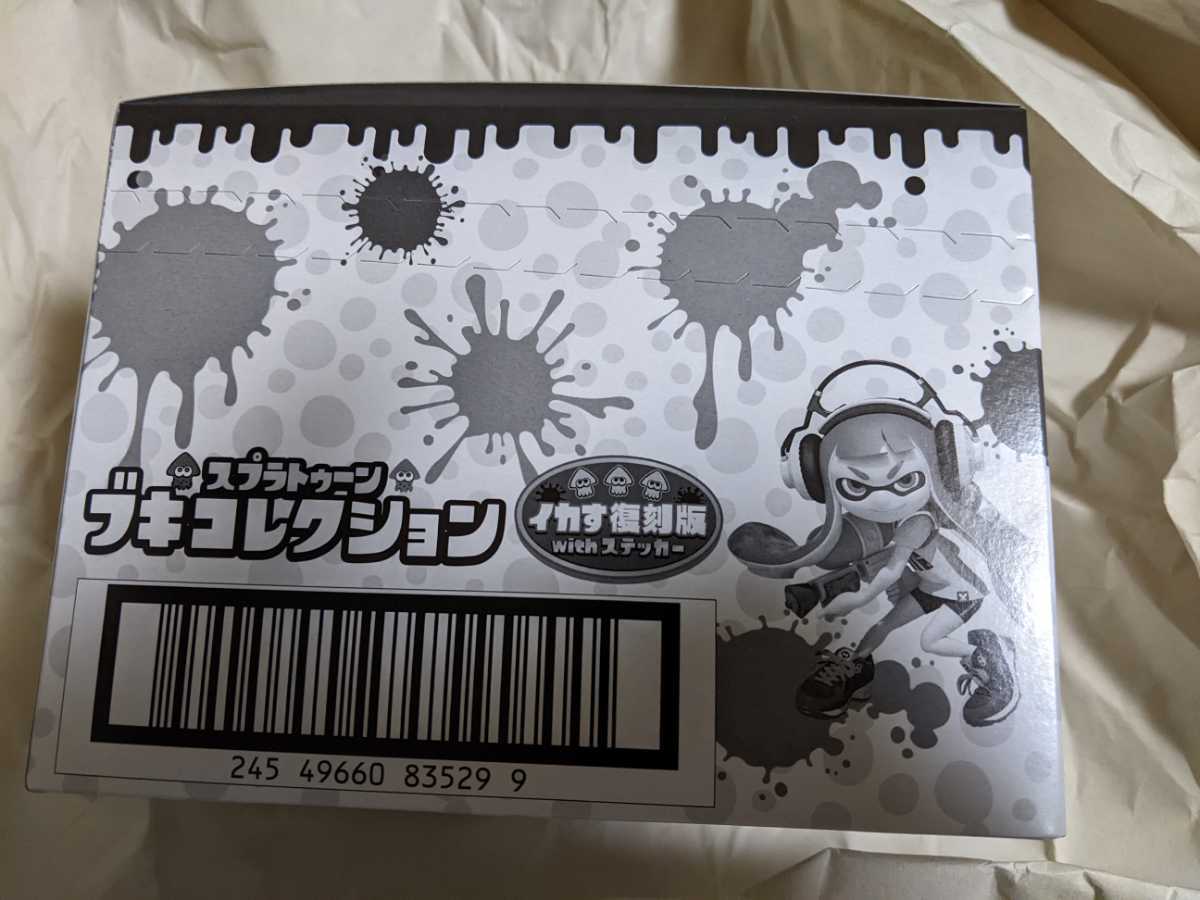 スプラトゥーン
ブキコレクション
イカす復刻版
withステッカー
245 49660 83529 9